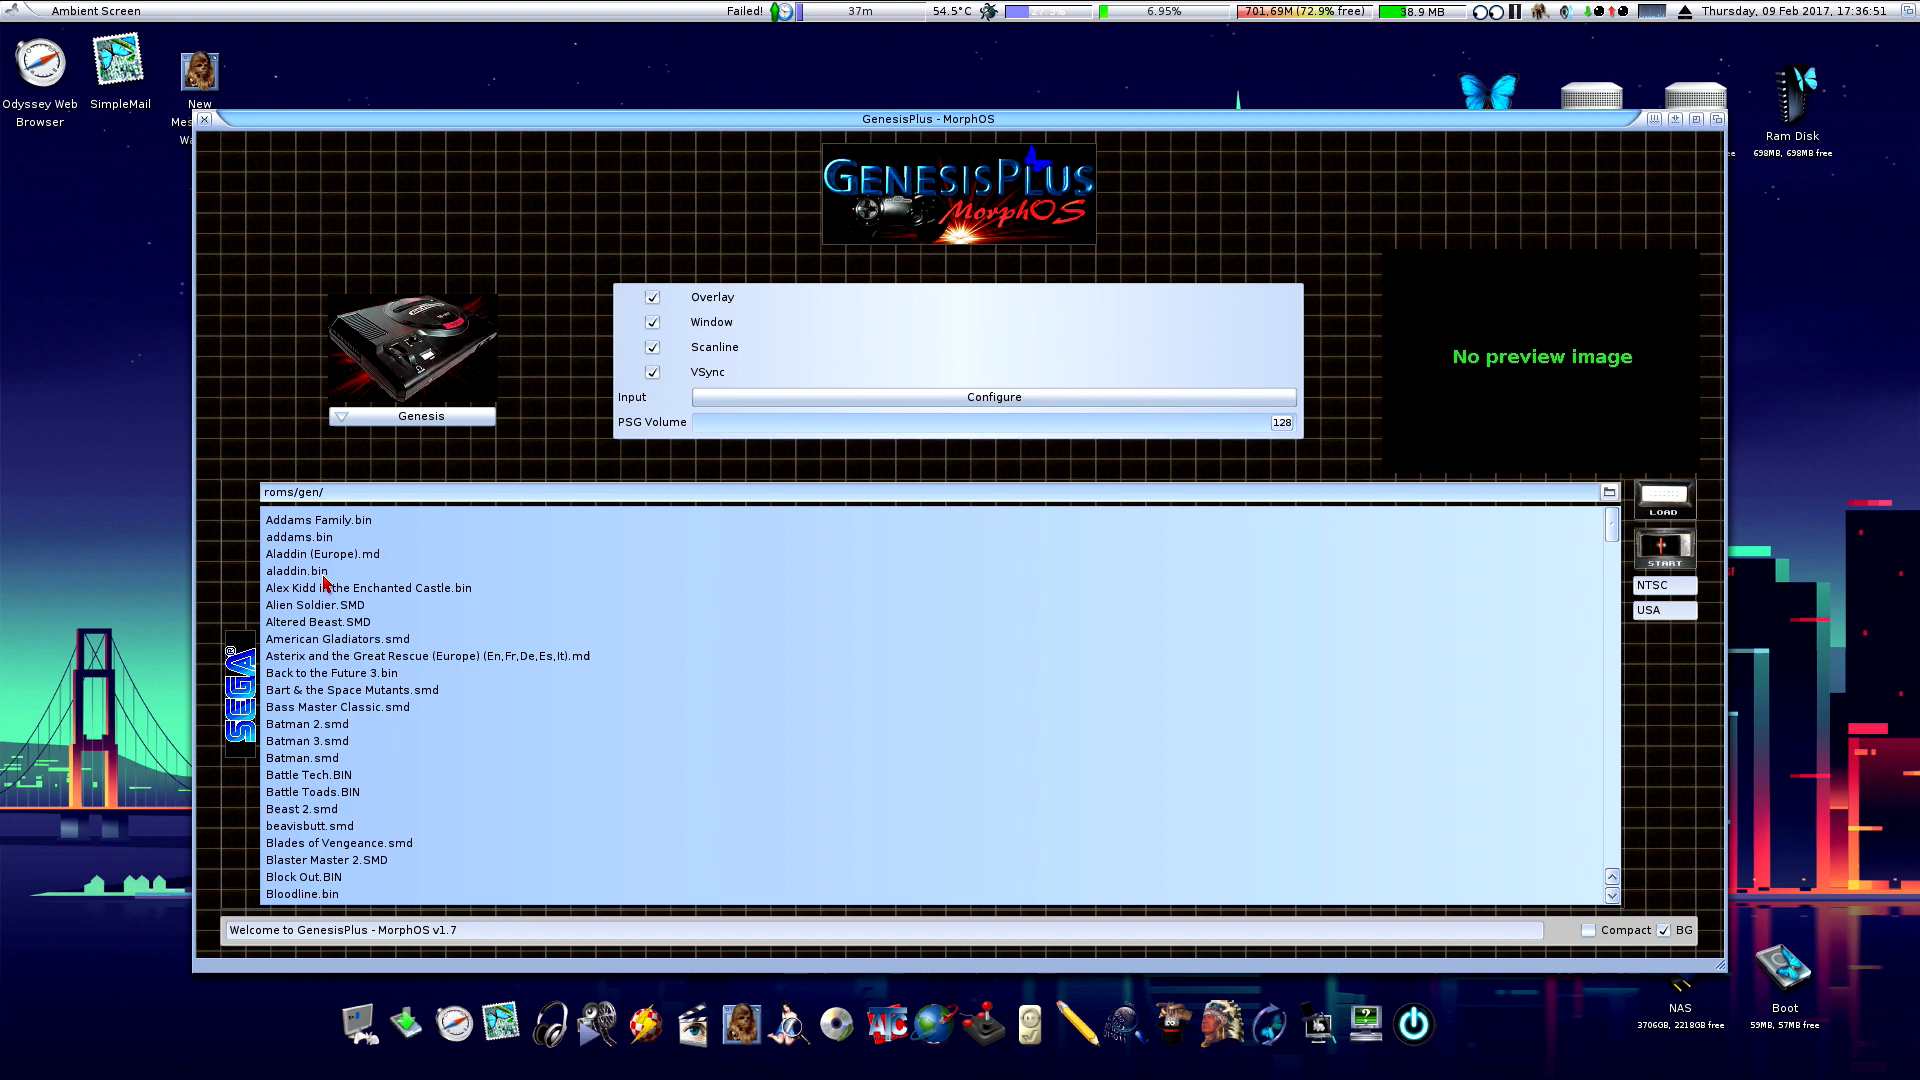 Ambient Screen
Failed!
37m
54.5°C
27.5%
6.95%
701,69M (72.9% free)
38.9 MB
Thursday, 09 Feb 2017, 17:36:51
Odyssey Web
Browser
SimpleMail
New
Mes
Wa
Ram Disk
698MB, 698MB free
GenesisPlus - MorphOS
GENESISPLUS
MorphOS
Overlay
Window
Scanline
VSync
Input
Configure
PSG Volume
128
Genesis
No preview image
roms/gen/
LOAD
START
NTSC
USA
SEGA®
Addams Family.bin
addams.bin
Aladdin (Europe).md
aladdin.bin
Alex Kidd in the Enchanted Castle.bin
Alien Soldier.SMD
Altered Beast.SMD
American Gladiators.smd
Asterix and the Great Rescue (Europe) (En,Fr,De,Es,It).md
Back to the Future 3.bin
Bart & the Space Mutants.smd
Bass Master Classic.smd
Batman 2.smd
Batman 3.smd
Batman.smd
Battle Tech.BIN
Battle Toads.BIN
Beast 2.smd
beavisbutt.smd
Blades of Vengeance.smd
Blaster Master 2.SMD
Block Out.BIN
Bloodline.bin
Welcome to GenesisPlus - MorphOS v1.7
Compact
BG
NAS
3706GB, 2218GB free
Boot
59MB, 57MB free